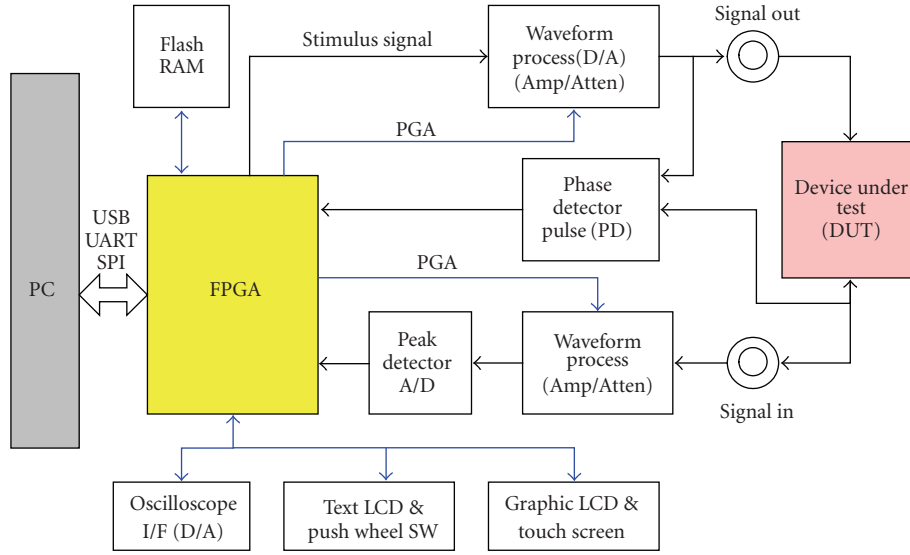 Flash
RAM
Stimulus signal
Waveform
process(D/A)
(Amp/Atten)
Signal out
PGA
Phase
detector
pulse (PD)
Device under
test
(DUT)
USB
UART
SPI
PC
FPGA
PGA
Peak
detector
A/D
Waveform
process
(Amp/Atten)
Signal in
Oscilloscope
I/F (D/A)
Text LCD &
push wheel SW
Graphic LCD &
touch screen